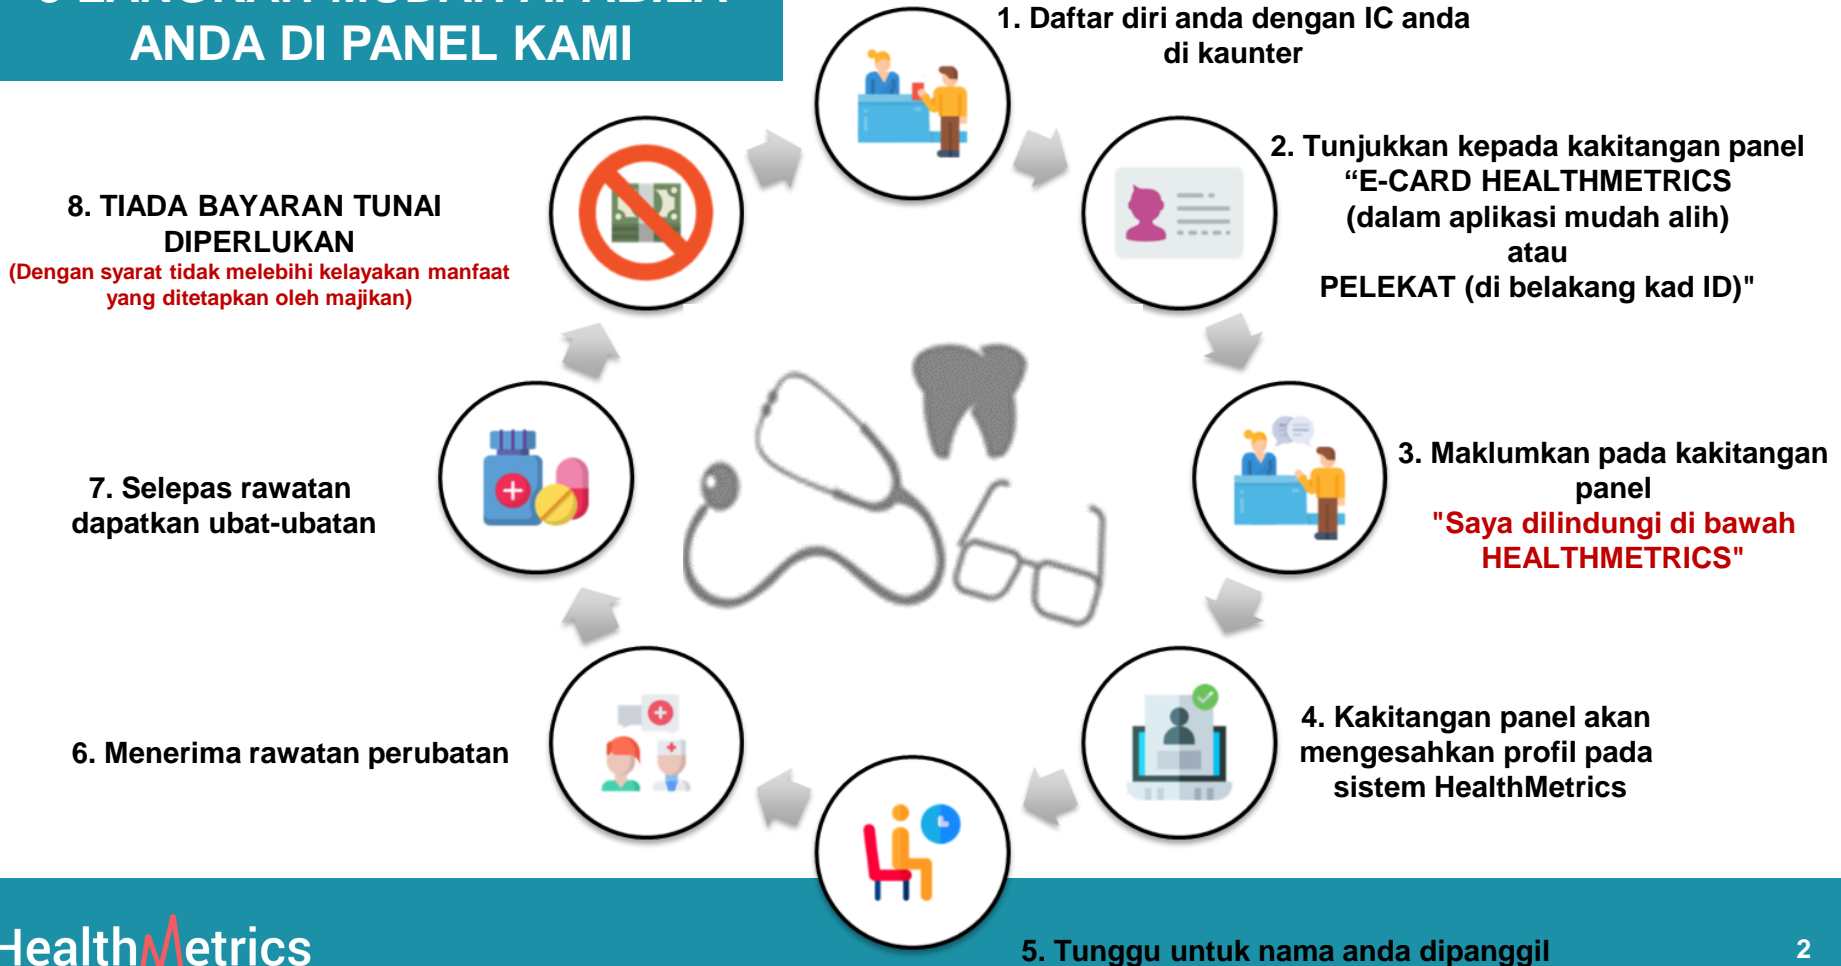 8 LANGKAH MUDAH APABILA
ANDA DI PANEL KAMI
1. Daftar diri anda dengan IC anda
di kaunter
2. Tunjukkan kepada kakitangan panel
“E-CARD HEALTHMETRICS
(dalam aplikasi mudah alih)
atau
PELEKAT (di belakang kad ID)"
3. Maklumkan pada kakitangan
panel
"Saya dilindungi di bawah
HEALTHMETRICS"
4. Kakitangan panel akan
mengesahkan profil pada
sistem HealthMetrics
5. Tunggu untuk nama anda dipanggil
6. Menerima rawatan perubatan
7. Selepas rawatan
dapatkan ubat-ubatan
8. TIADA BAYARAN TUNAI
DIPERLUKAN
(Dengan syarat tidak melebihi kelayakan manfaat
yang ditetapkan oleh majikan)
HealthMetrics
2